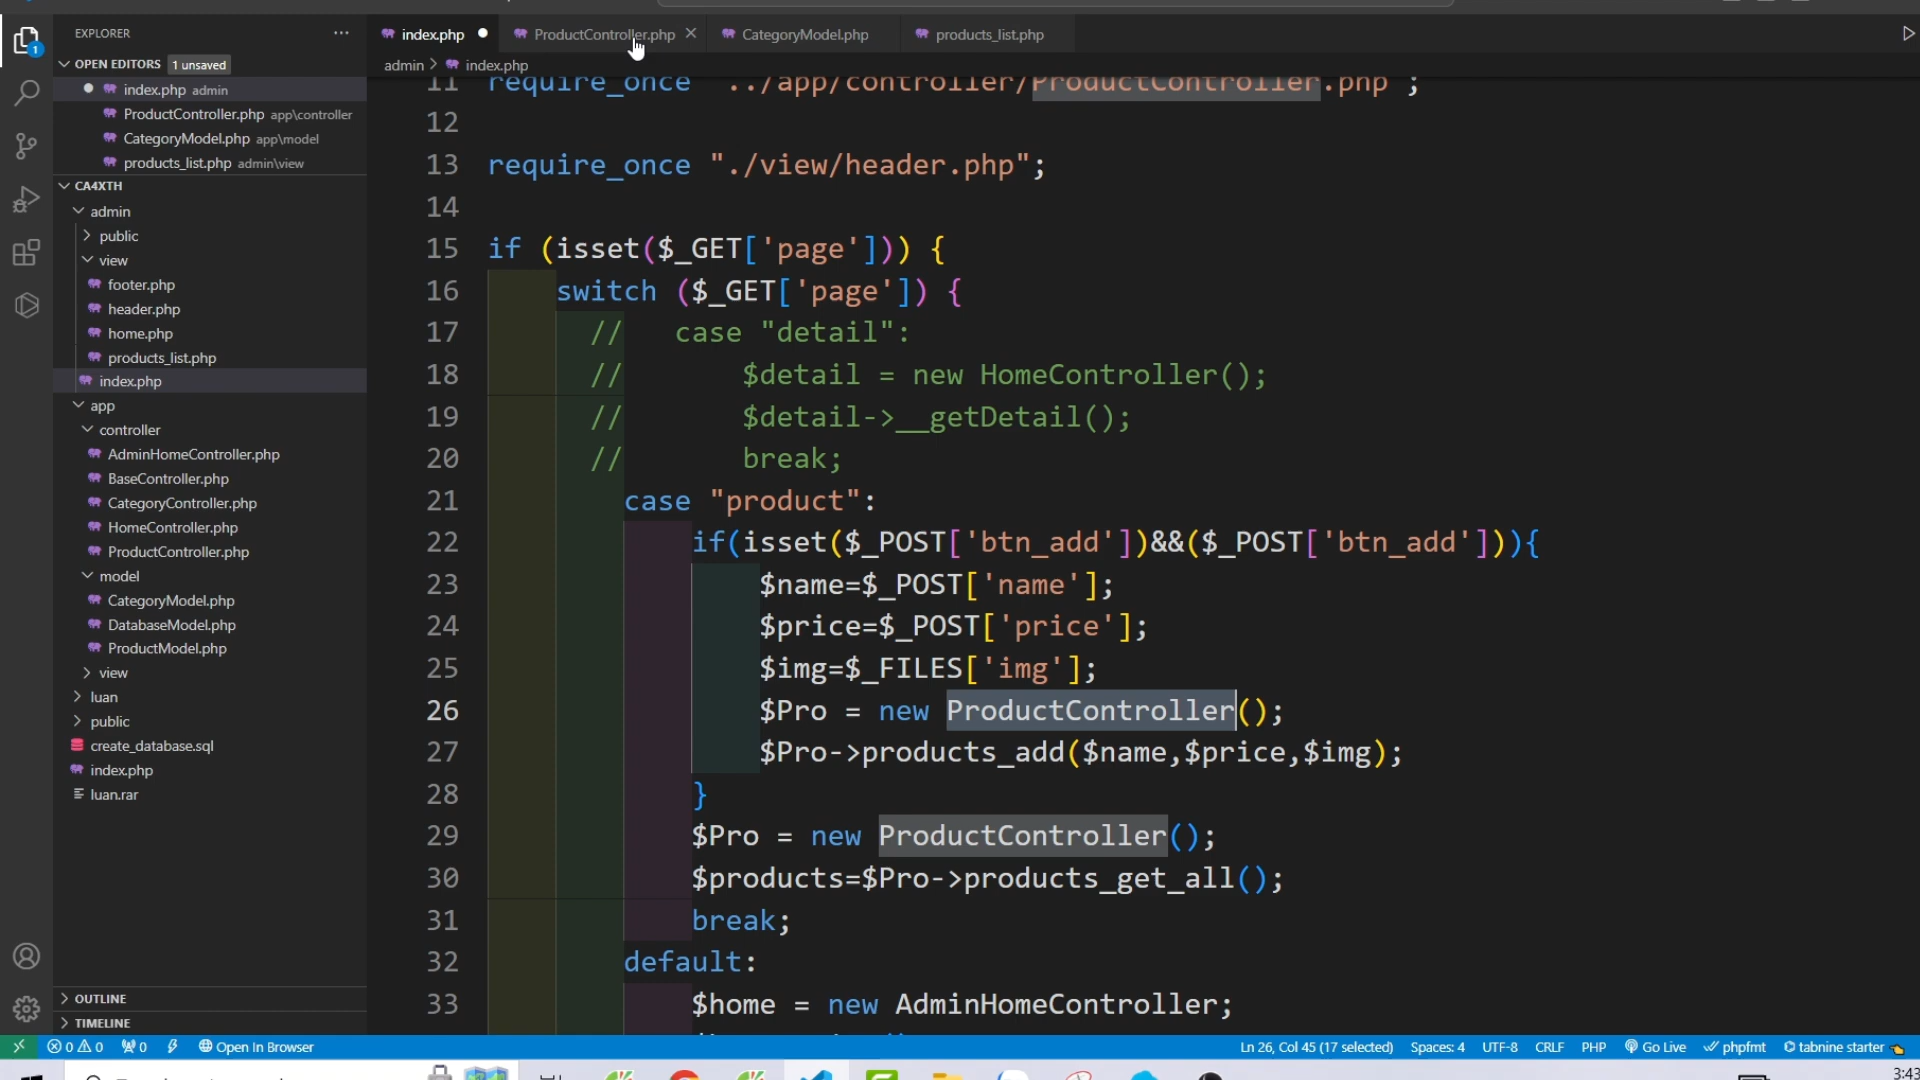 EXPLORER
index.php
ProductController.php
CategoryModel.php
products_list.php
OPEN EDITORS 1 unsaved
admin > index.php
index.php admin
ProductController.php app\controller
CategoryModel.php app\model
products_list.php admin\view
CA4XTH
admin
public
view
footer.php
header.php
home.php
products_list.php
index.php
app
controller
AdminHomeController.php
BaseController.php
CategoryController.php
HomeController.php
ProductController.php
model
CategoryModel.php
DatabaseModel.php
ProductModel.php
view
luan
public
create_database.sql
index.php
luan.rar
OUTLINE
TIMELINE
11 require_once "../app/controller/ProductController.php";
12
13 require_once "./view/header.php";
14
15 if (isset($_GET['page'])) {
16 switch ($_GET['page']) {
17 // case "detail":
18 // $detail = new HomeController();
19 // $detail->__getDetail();
20 // break;
21 case "product":
22 if(isset($_POST['btn_add'])&&($_POST['btn_add'])){
23 $name=$_POST['name'];
24 $price=$_POST['price'];
25 $img=$_FILES['img'];
26 $Pro = new ProductController();
27 $Pro->products_add($name,$price,$img);
28 }
29 $Pro = new ProductController();
30 $products=$Pro->products_get_all();
31 break;
32 default:
33 $home = new AdminHomeController;
0 0 0 Open In Browser
Ln 26, Col 45 (17 selected) Spaces: 4 UTF-8 CRLF PHP Go Live phpfmt tabnine starter
3:43